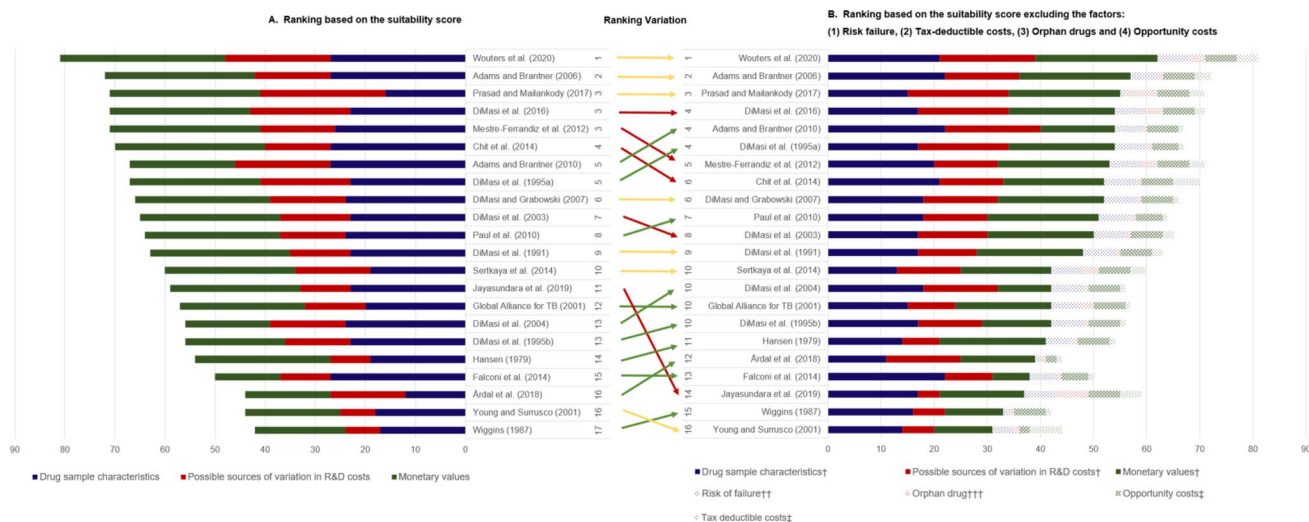 A. Ranking based on the suitability score
Ranking Variation
B. Ranking based on the suitability score excluding the factors:
(1) Risk failure, (2) Tax-deductible costs, (3) Orphan drugs and (4) Opportunity costs
Wouters et al. (2020) 1 1 Wouters et al. (2020)
Adams and Brantner (2006) 2 2 Adams and Brantner (2006)
Prasad and Mailankody (2017) 3 3 Prasad and Mailankody (2017)
DiMasi et al. (2016) 3 4 DiMasi et al. (2016)
Mestre-Ferrandiz et al. (2012) 3 4 Adams and Brantner (2010)
Chit et al. (2014) 4 4 DiMasi et al. (1995a)
Adams and Brantner (2010) 5 5 Mestre-Ferrandiz et al. (2012)
DiMasi et al. (1995a) 5 6 Chit et al. (2014)
DiMasi and Grabowski (2007) 6 6 DiMasi and Grabowski (2007)
DiMasi et al. (2003) 7 7 Paul et al. (2010)
Paul et al. (2010) 8 8 DiMasi et al. (2003)
DiMasi et al. (1991) 9 9 DiMasi et al. (1991)
Sertkaya et al. (2014) 10 10 Sertkaya et al. (2014)
Jayasundara et al. (2019) 11 10 DiMasi et al. (2004)
Global Alliance for TB (2001) 12 10 Global Alliance for TB (2001)
DiMasi et al. (2004) 13 10 DiMasi et al. (1995b)
DiMasi et al. (1995b) 13 11 Hansen (1979)
Hansen (1979) 14 12 Årdal et al. (2018)
Falconi et al. (2014) 15 13 Falconi et al. (2014)
Årdal et al. (2018) 16 14 Jayasundara et al. (2019)
Young and Surrusco (2001) 16 15 Wiggins (1987)
Wiggins (1987) 17 16 Young and Surrusco (2001)
90 80 70 60 50 40 30 20 10 0
0 10 20 30 40 50 60 70 80 90
Drug sample characteristics Possible sources of variation in R&D costs Monetary values
Drug sample characteristics† Possible sources of variation in R&D costs† Monetary values†
Risk of failure†† Orphan drug††† Opportunity costs‡
Tax deductible costs‡